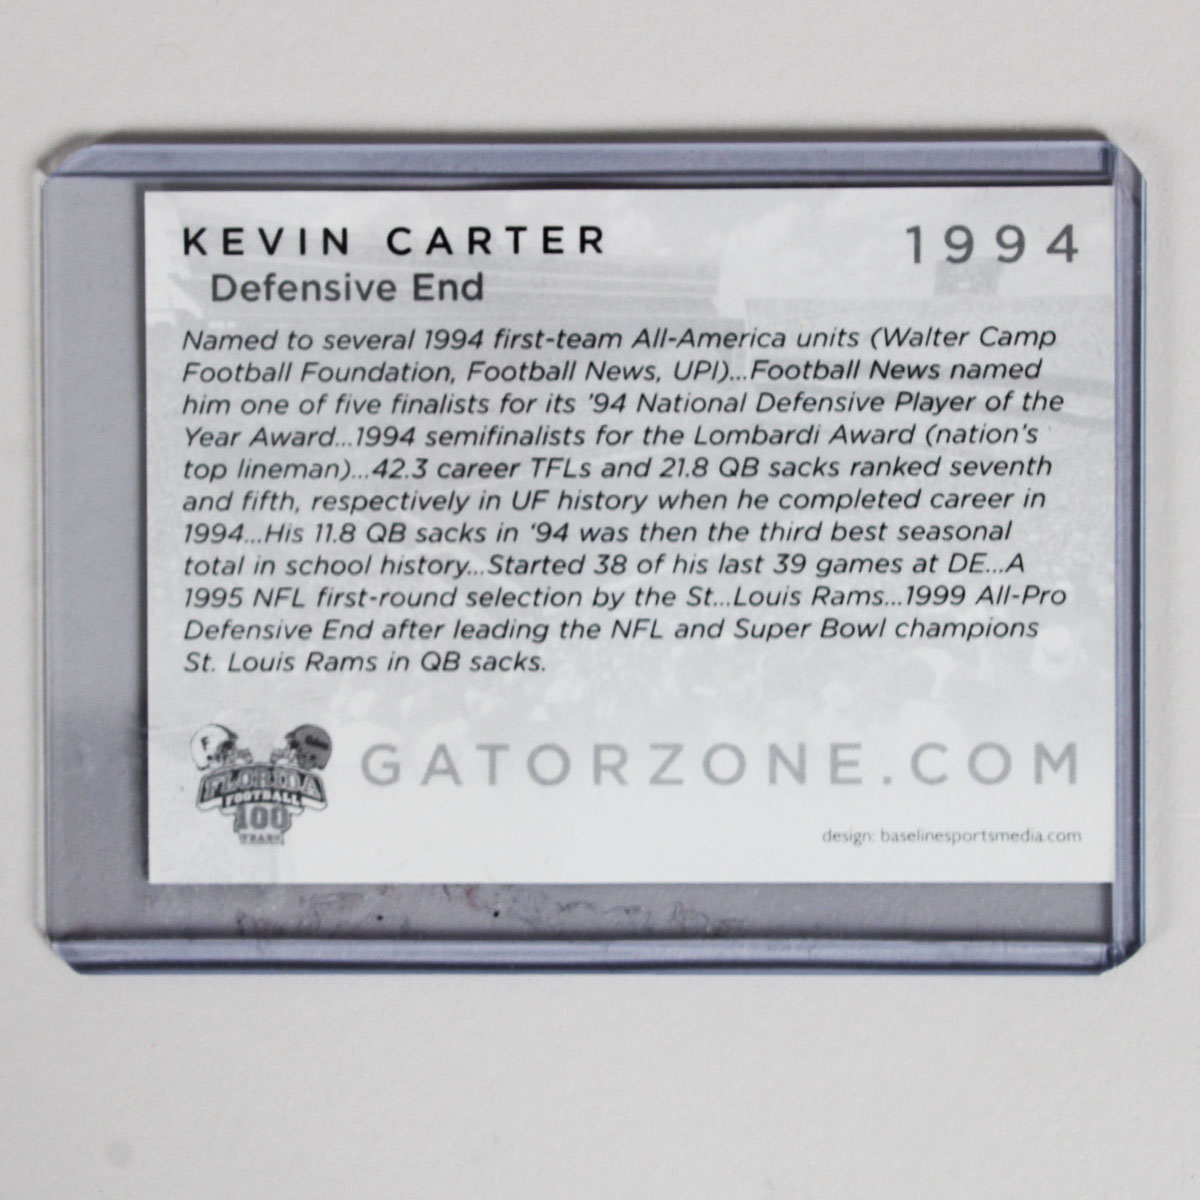 KEVIN CARTER
1994
Defensive End
Named to several 1994 first-team All-America units (Walter Camp
Football Foundation, Football News, UPI)...Football News named
him one of five finalists for its '94 National Defensive Player of the
Year Award...1994 semifinalists for the Lombardi Award (nation's
top lineman)...42.3 career TFLs and 21.8 QB sacks ranked seventh
and fifth, respectively in UF history when he completed career in
1994...His 11.8 QB sacks in '94 was then the third best seasonal
total in school history...Started 38 of his last 39 games at DE...A
1995 NFL first-round selection by the St...Louis Rams...1999 All-Pro
Defensive End after leading the NFL and Super Bowl champions
St. Louis Rams in QB sacks.
F
FLORIDA
FOOTBALL
100
YEARS
GATORZONE.COM
design: baselinesportsmedia.com